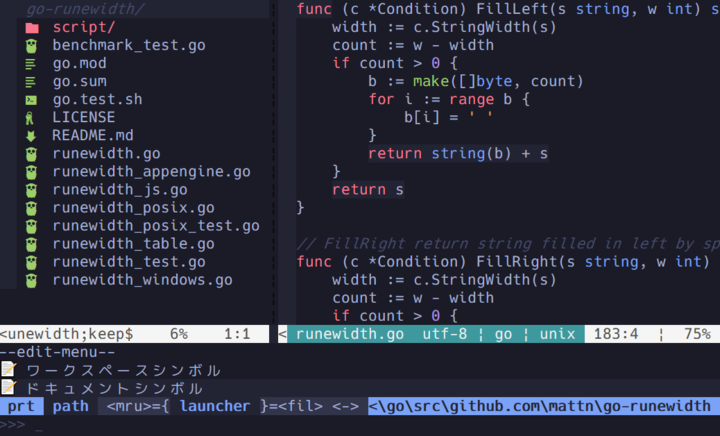 go-runewidth/
script/
benchmark_test.go
go.mod
go.sum
go.test.sh
LICENSE
README.md
runewidth.go
runewidth_appengine.go
runewidth_js.go
runewidth_posix.go
runewidth_posix_test.go
runewidth_table.go
runewidth_test.go
runewidth_windows.go
<unewidth;keep$ 6% 1:1
func (c *Condition) FillLeft(s string, w int) s
width := c.StringWidth(s)
count := w - width
if count > 0 {
b := make([]byte, count)
for i := range b {
b[i] = ' '
}
return string(b) + s
}
return s
}
// FillRight return string filled in left by sp
func (c *Condition) FillRight(s string, w int)
width := c.StringWidth(s)
count := w - width
if count > 0 {
< runewidth.go utf-8 ¦ go ¦ unix 183:4 ¦ 75%
--edit-menu--
📝 ワークスペースシンボル
📝 ドキュメントシンボル
prt path <mru>={ launcher }=<fil> <-> <\go\src\github.com\mattn\go-runewidth
>>> _